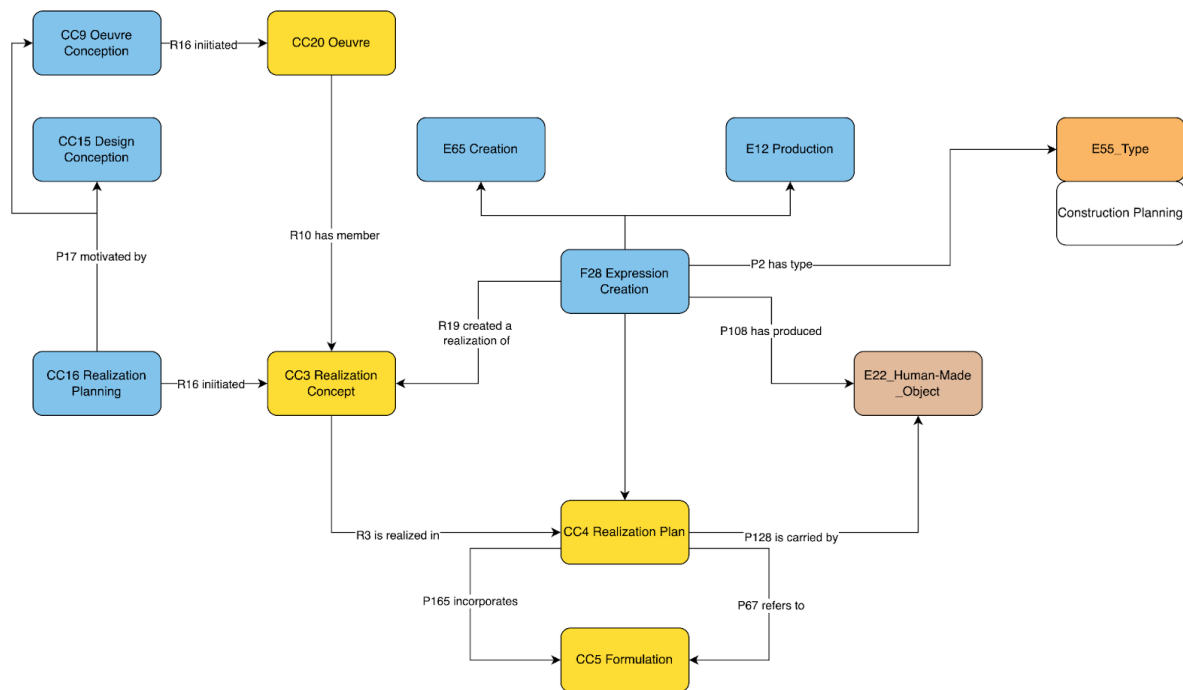 CC9 Oeuvre
Conception
R16 iniitiated
CC20 Oeuvre
CC15 Design
Conception
E65 Creation
E12 Production
E55_Type
Construction Planning
R10 has member
P17 motivated by
F28 Expression
Creation
P2 has type
R19 created a
realization of
P108 has produced
CC16 Realization
Planning
R16 iniitiated
CC3 Realization
Concept
E22_Human-Made
_Object
R3 is realized in
CC4 Realization Plan
P128 is carried by
P165 incorporates
P67 refers to
CC5 Formulation